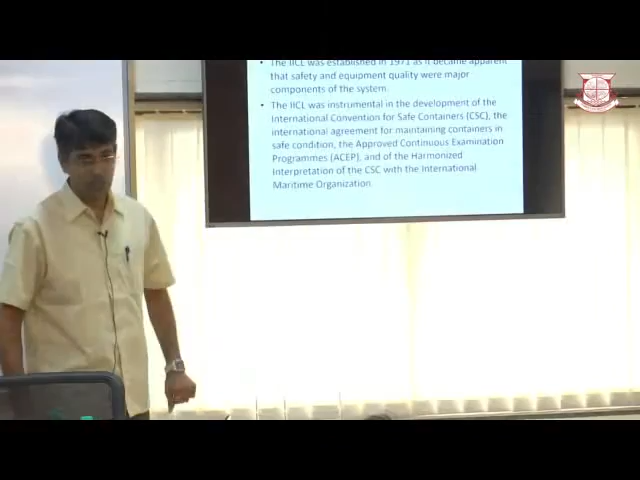 • The IICL was established in 1971 as it became apparent
that safety and equipment quality were major
components of the system.
• The IICL was instrumental in the development of the
International Convention for Safe Containers (CSC), the
international agreement for maintaining containers in
safe condition, the Approved Continuous Examination
Programmes (ACEP), and of the Harmonized
Interpretation of the CSC with the International
Maritime Organization